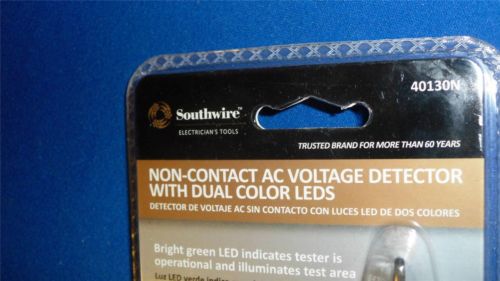 40130N
Southwire™
ELECTRICIAN'S TOOLS
TRUSTED BRAND FOR MORE THAN 60 YEARS
NON-CONTACT AC VOLTAGE DETECTOR
WITH DUAL COLOR LEDS
DETECTOR DE VOLTAJE AC SIN CONTACTO CON LUCES LED DE DOS COLORES
Bright green LED indicates tester is
operational and illuminates test area
Luz LED verde